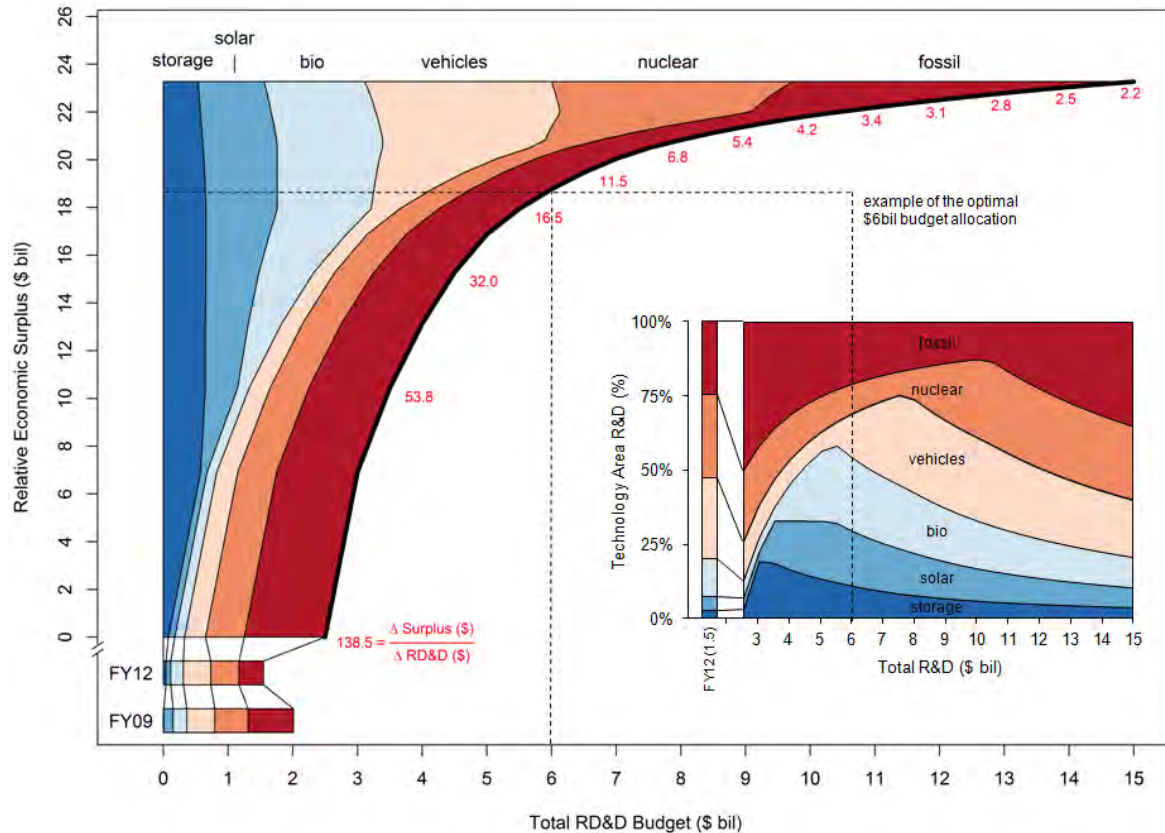 26
24
22
20
18
16
14
12
10
8
6
4
2
0
Relative Economic Surplus ($ bil)
solar
storage
bio
vehicles
nuclear
fossil
2.2
2.5
2.8
3.1
3.4
4.2
5.4
6.8
11.5
16.5
32.0
53.8
138.5 = Δ Surplus ($)
Δ RD&D ($)
example of the optimal
$6bil budget allocation
FY12
FY09
0 1 2 3 4 5 6 7 8 9 10 11 12 13 14 15
Total RD&D Budget ($ bil)
100%
75%
50%
25%
0%
Technology Area R&D (%)
fossil
nuclear
vehicles
bio
solar
storage
FY12 (1.5)
3 4 5 6 7 8 9 10 11 12 13 14 15
Total R&D ($ bil)